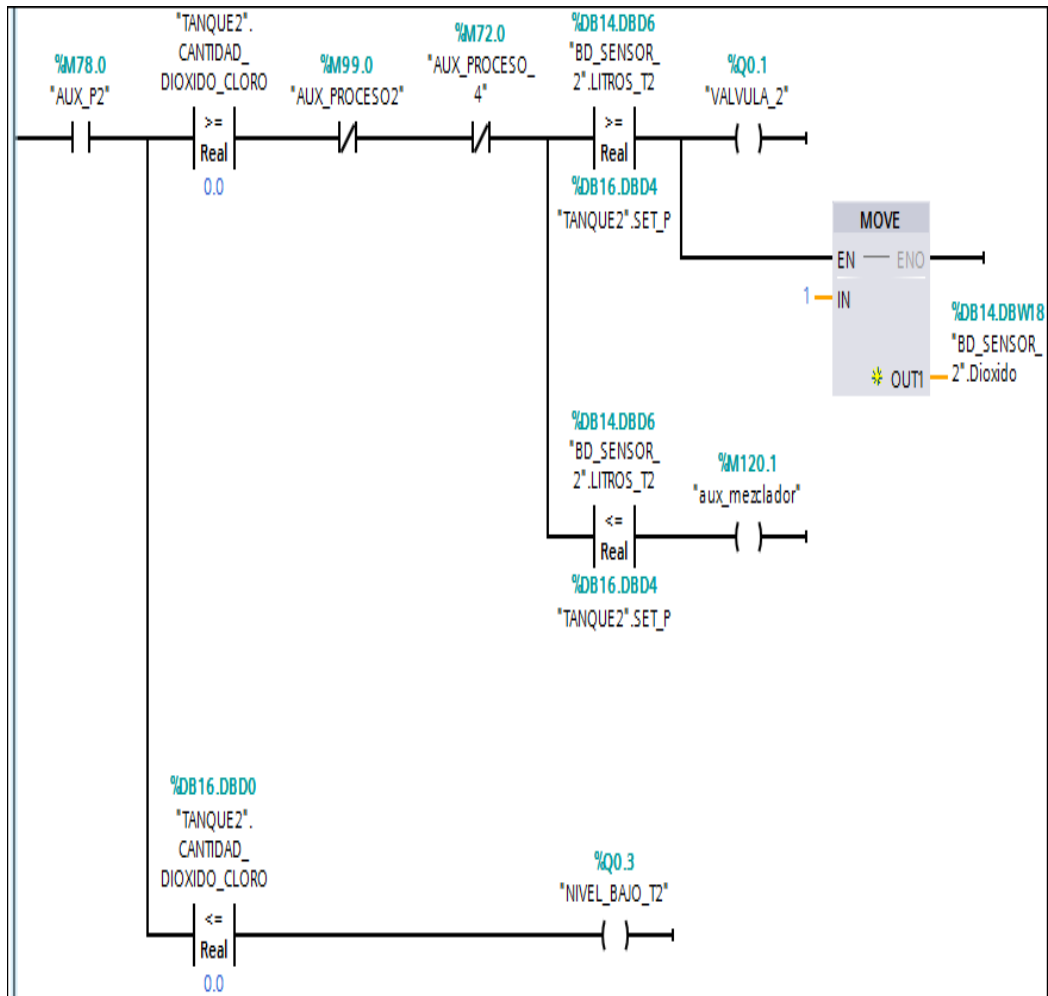 %M78.0
"AUX_P2"
"TANQUE2".
CANTIDAD_
DIOXIDO_CLORO
>=
Real
0.0
%M99.0
"AUX_PROCESO2"
%M72.0
"AUX_PROCESO_
4"
%DB14.DBD6
"BD_SENSOR_
2".LITROS_T2
>=
Real
%DB16.DBD4
"TANQUE2".SET_P
%Q0.1
"VALVULA_2"
MOVE
EN
ENO
1
IN
OUT1
%DB14.DBW18
"BD_SENSOR_
2".Dioxido
%DB14.DBD6
"BD_SENSOR_
2".LITROS_T2
<=
Real
%DB16.DBD4
"TANQUE2".SET_P
%M120.1
"aux_mezclador"
%DB16.DBD0
"TANQUE2".
CANTIDAD_
DIOXIDO_CLORO
<=
Real
0.0
%Q0.3
"NIVEL_BAJO_T2"